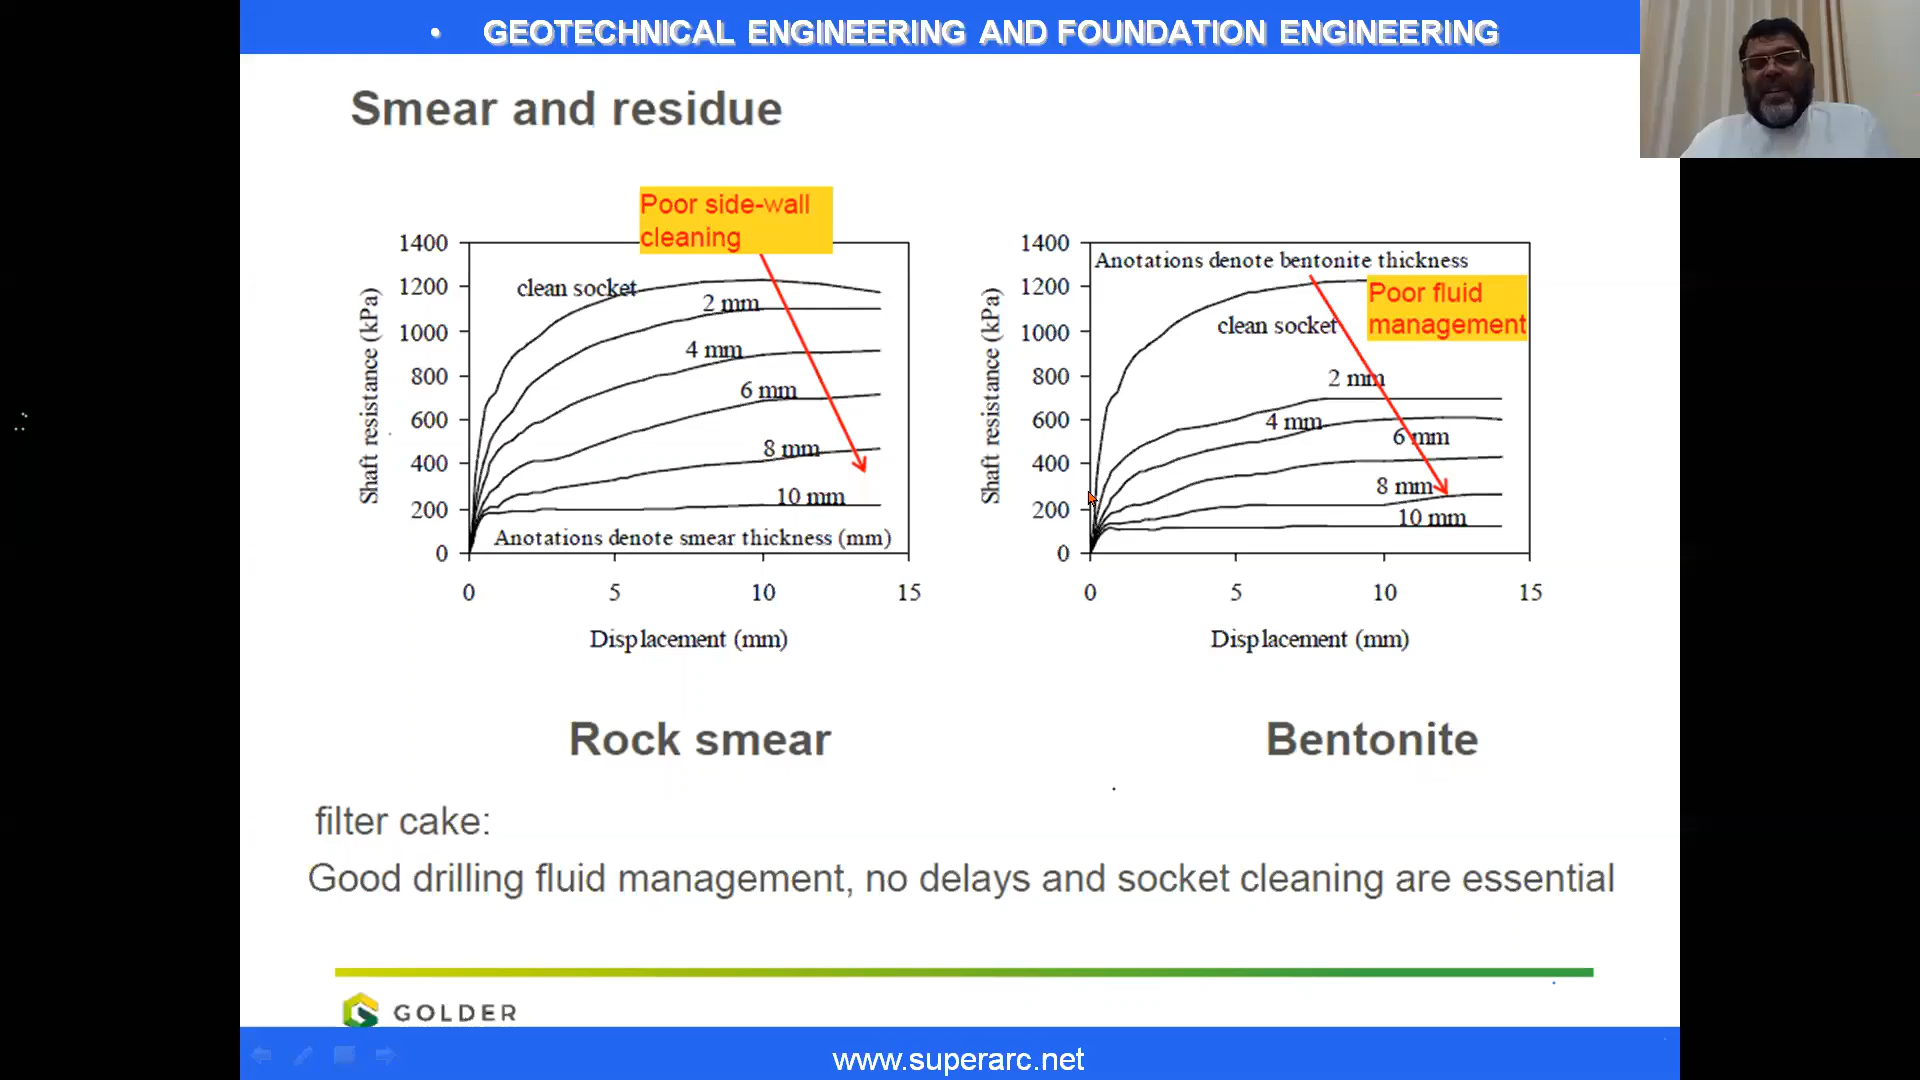 • GEOTECHNICAL ENGINEERING AND FOUNDATION ENGINEERING
Smear and residue
Poor side-wall
cleaning
1400
1200
1000
800
600
400
200
0
Shaft resistance (kPa)
clean socket
2 mm
4 mm
6 mm
8 mm
10 mm
Anotations denote smear thickness (mm)
0 5 10 15
Displacement (mm)
Rock smear
1400
1200
1000
800
600
400
200
0
Shaft resistance (kPa)
Anotations denote bentonite thickness
Poor fluid
management
clean socket
2 mm
4 mm
6 mm
8 mm
10 mm
0 5 10 15
Displacement (mm)
Bentonite
filter cake:
Good drilling fluid management, no delays and socket cleaning are essential
GOLDER
www.superarc.net